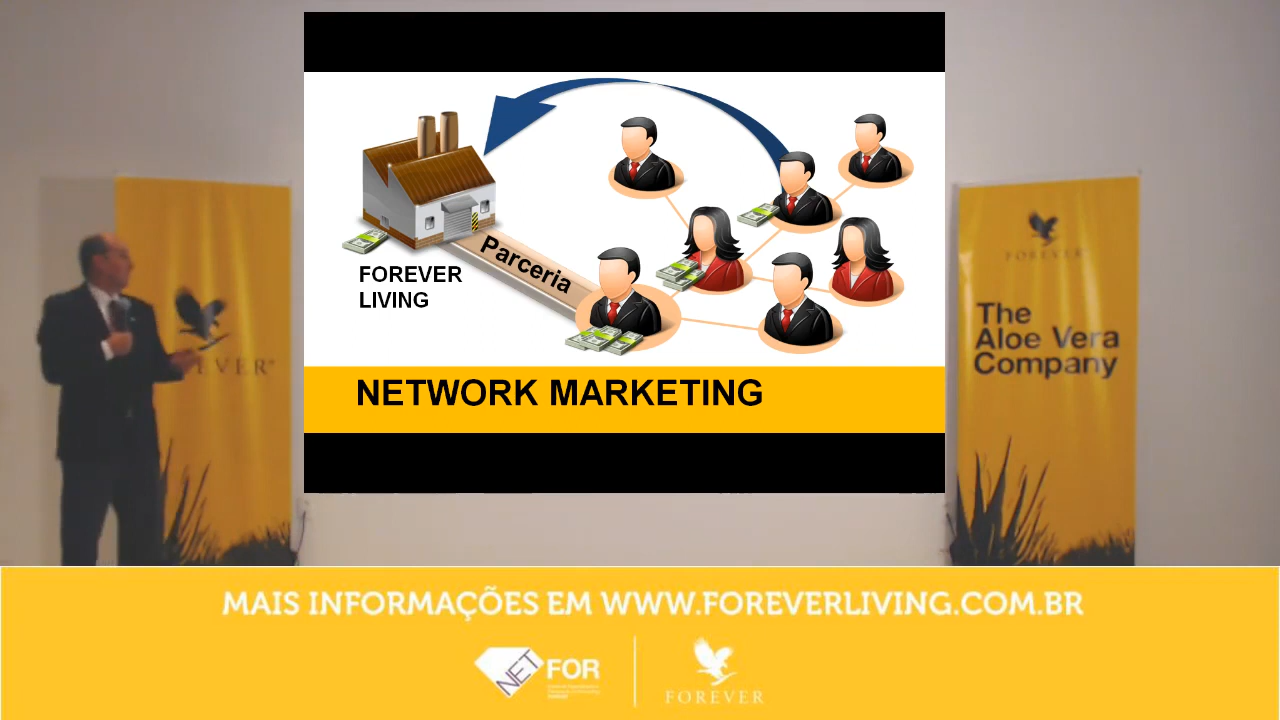 Parceria
FOREVER
LIVING
NETWORK MARKETING
EVER
FOREVER
The
Aloe Vera
Company
MAIS INFORMAÇÕES EM WWW.FOREVERLIVING.COM.BR
NET FOR
FOREVER